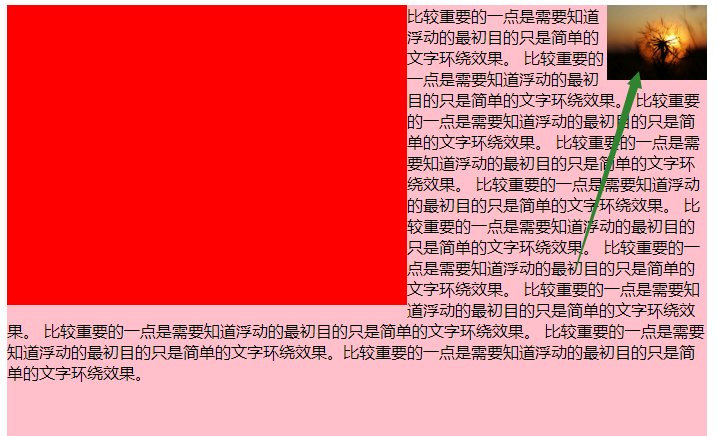 比较重要的一点是需要知道
浮动的最初目的只是简单的
文字环绕效果。 比较重要的
一点是需要知道浮动的最初
目的只是简单的文字环绕效果。 比较重要
的一点是需要知道浮动的最初目的只是简
单的文字环绕效果。 比较重要的一点是需
要知道浮动的最初目的只是简单的文字环
绕效果。 比较重要的一点是需要知道浮动
的最初目的只是简单的文字环绕效果。 比
较重要的一点是需要知道浮动的最初目的
只是简单的文字环绕效果。 比较重要的一
点是需要知道浮动的最初目的只是简单的
文字环绕效果。 比较重要的一点是需要知
道浮动的最初目的只是简单的文字环绕效
果。 比较重要的一点是需要知道浮动的最初目的只是简单的文字环绕效果。 比较重要的一点是需要
知道浮动的最初目的只是简单的文字环绕效果。比较重要的一点是需要知道浮动的最初目的只是简
单的文字环绕效果。